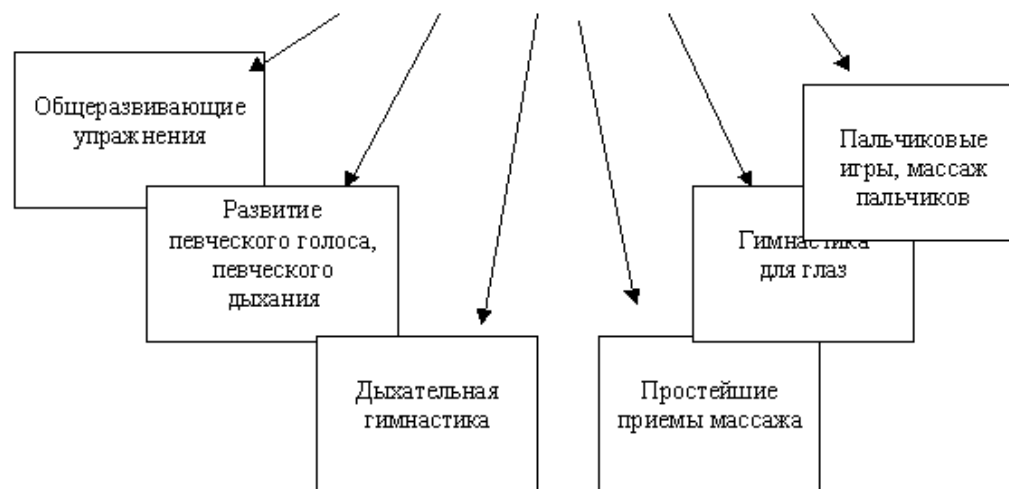 Общеразвивающие
упражнения
Развитие
певческого голоса,
певческого
дыхания
Дыхательная
гимнастика
Простейшие
приемы массажа
Гимнастика
для глаз
Пальчиковые
игры, массаж
пальчиков